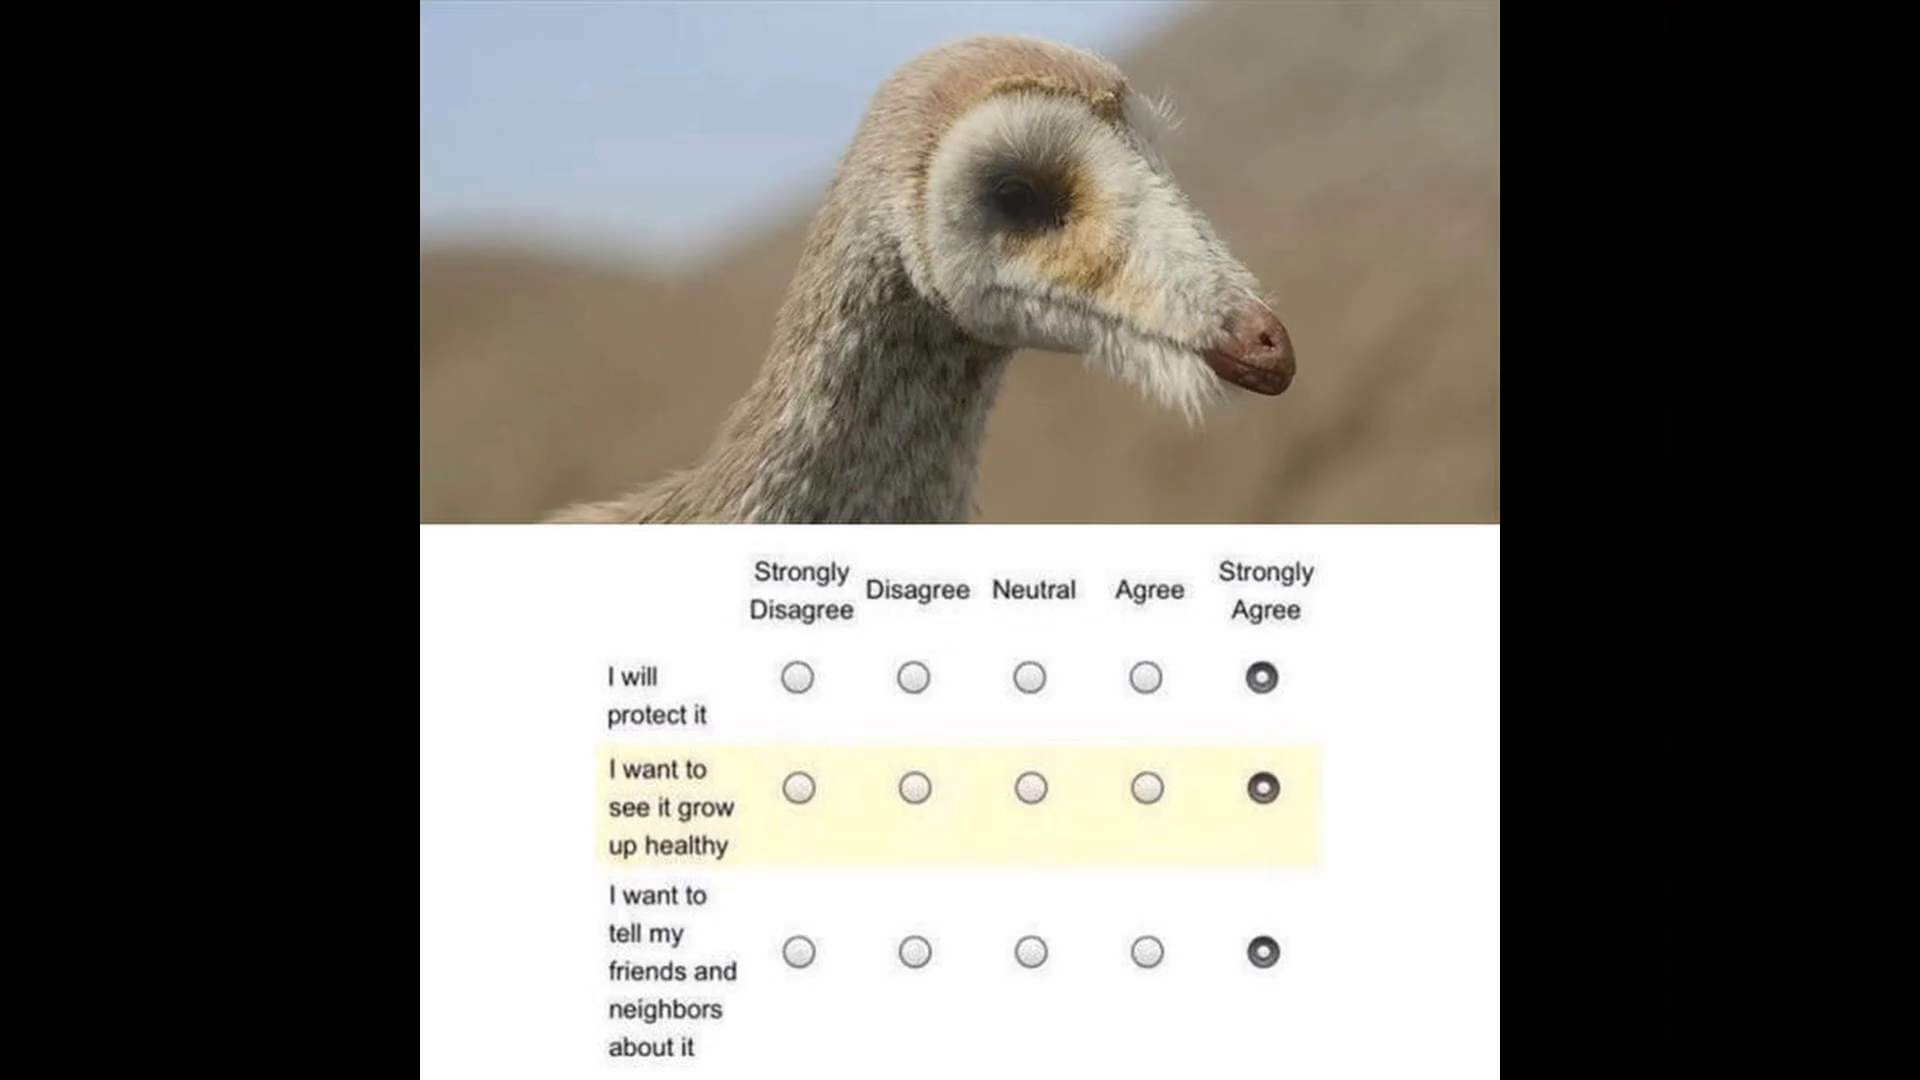 Strongly Disagree Neutral Agree Strongly
Disagree Agree
I will
protect it
I want to
see it grow
up healthy
I want to
tell my
friends and
neighbors
about it